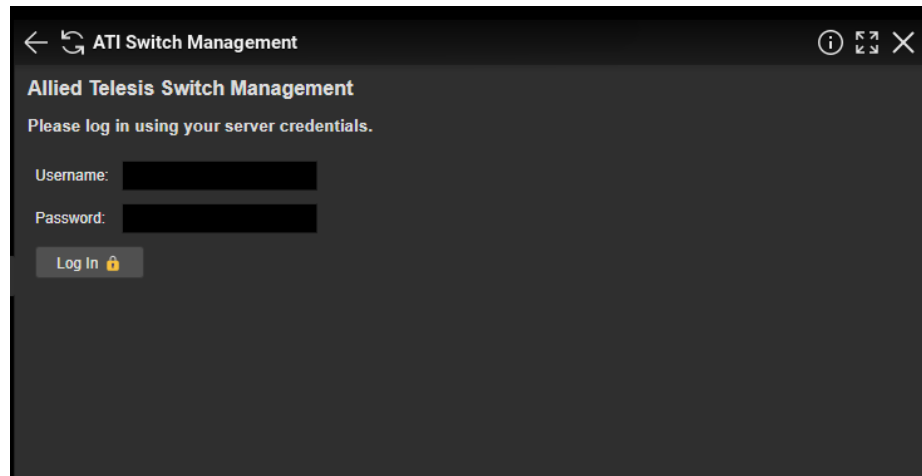 ATI Switch Management
Allied Telesis Switch Management
Please log in using your server credentials.
Username:
Password:
Log In